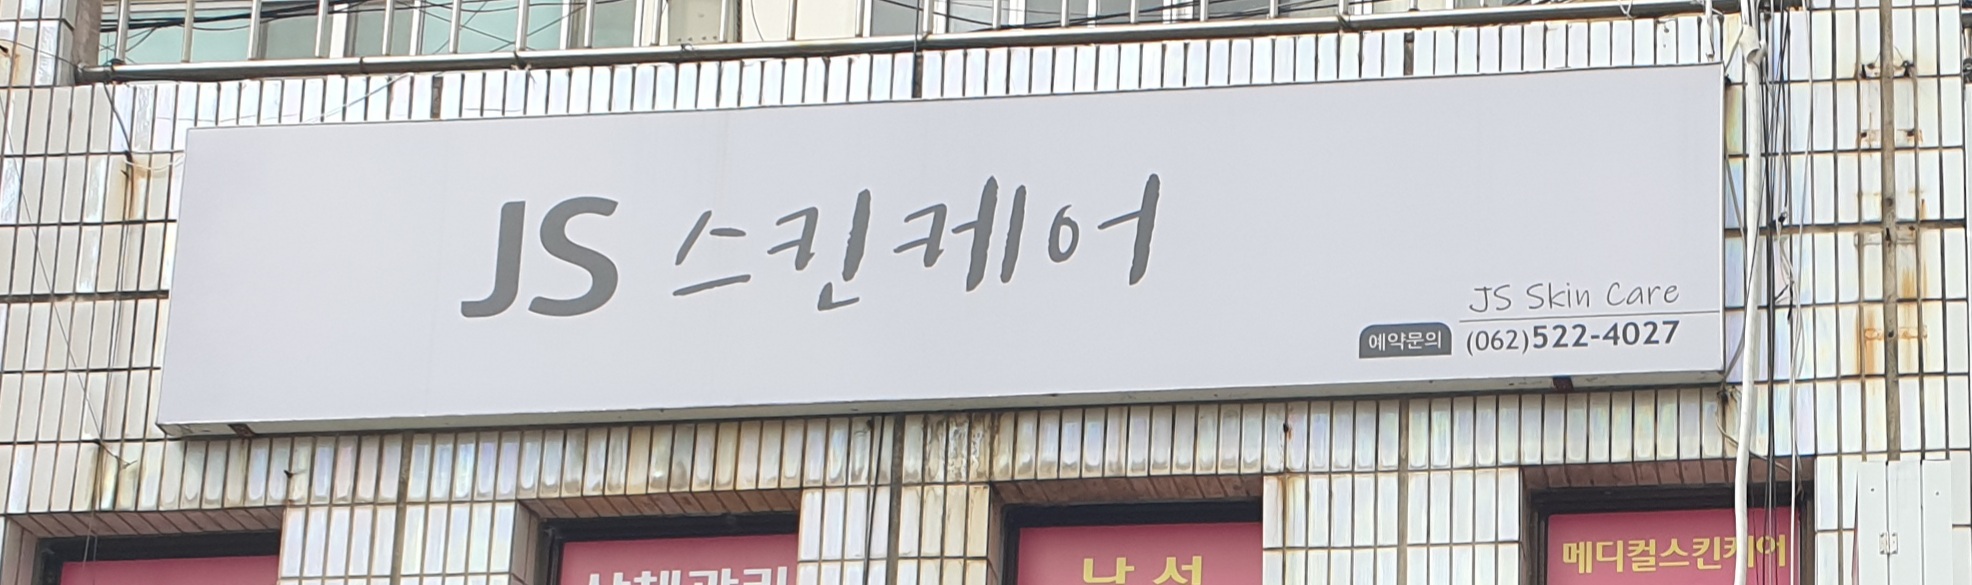 JS 스킨케어
JS Skin Care
예약문의 (062)522-4027
메디컬스킨케어